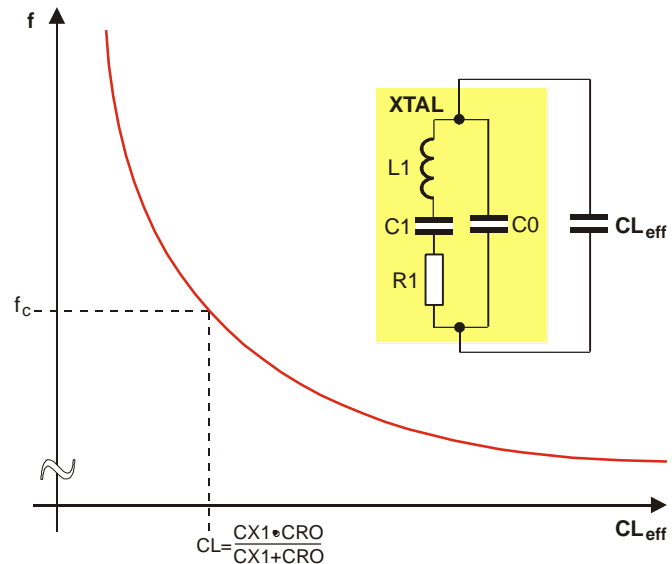 f
XTAL
L1
C1
C0
CLeff
R1
fc
CL=CX1•CRO/CX1+CRO
CLeff